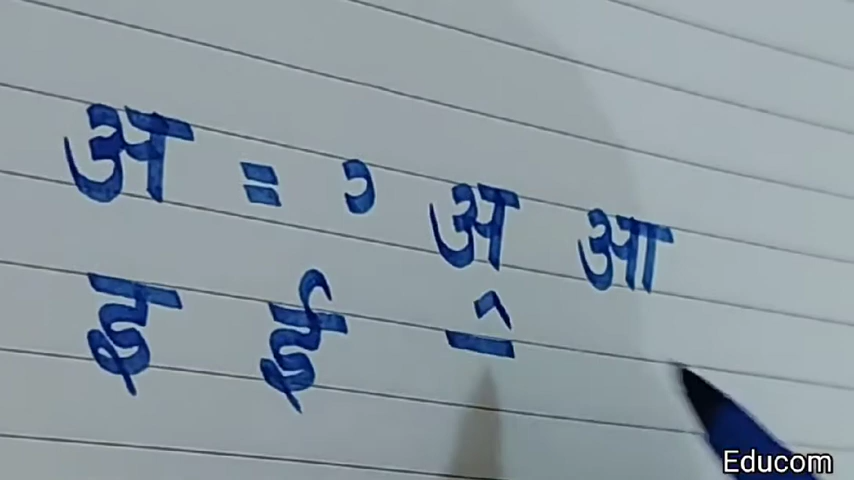 अ = अ आ
इ ई
Educom